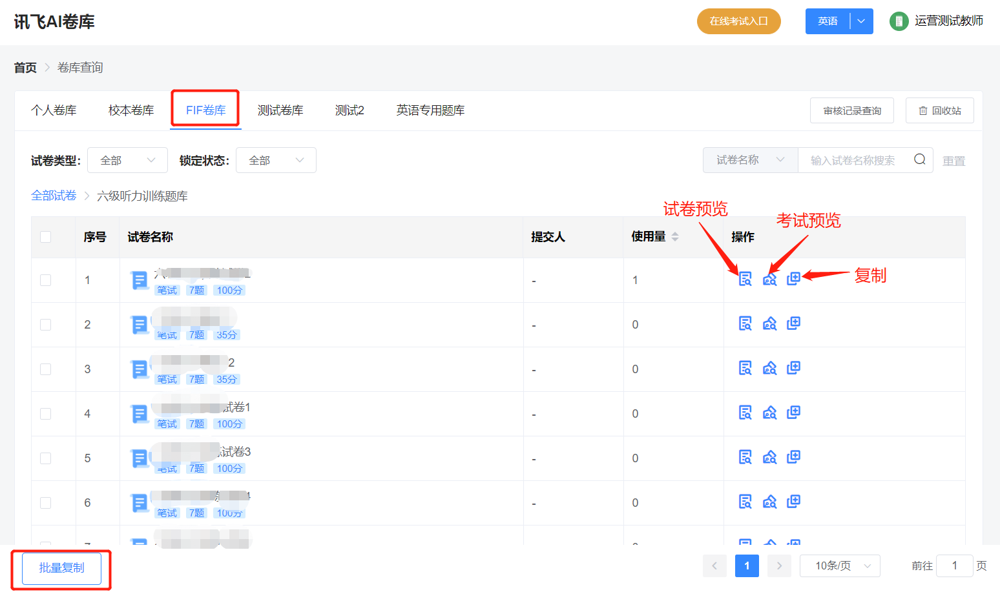 讯飞AI卷库
在线考试入口
英语
运营测试教师
首页 > 卷库查询
个人卷库 校本卷库 FIF卷库 测试卷库 测试2 英语专用题库
审核记录查询 回收站
试卷类型: 全部 锁定状态: 全部
试卷名称 输入试卷名称搜索 重置
全部试卷 > 六级听力训练题库
试卷预览
考试预览
序号 试卷名称 提交人 使用量 操作
复制
1 - 1
笔试 7题 100分
2 - 0
笔试 7题 35分
2
3 - 0
笔试 7题 35分
试卷1
4 - 0
笔试 7题 100分
试卷3
5 - 0
笔试 7题 100分
6 - 0
笔试 7题 100分
批量复制
< 1 > 10条/页 前往 1 页